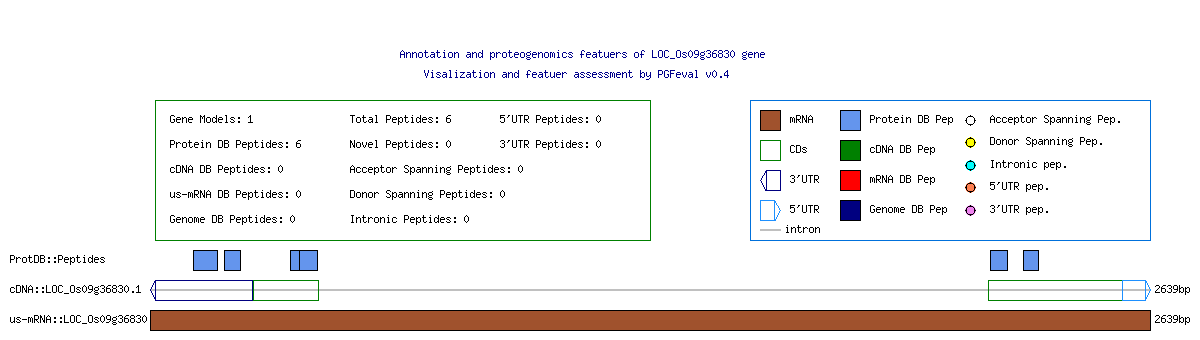 Annotation and proteogenomics featuers of LOC_Os09g36830 gene
Visalization and featuer assessment by PGFeval v0.4
Gene Models: 1 Total Peptides: 6 5'UTR Peptides: 0
Protein DB Peptides: 6 Novel Peptides: 0 3'UTR Peptides: 0
cDNA DB Peptides: 0 Acceptor Spanning Peptides: 0
us-mRNA DB Peptides: 0 Donor Spanning Peptides: 0
Genome DB Peptides: 0 Intronic Peptides: 0
mRNA Protein DB Pep Acceptor Spanning Pep.
CDs cDNA DB Pep Donor Spanning Pep.
3'UTR mRNA DB Pep Intronic pep.
5'UTR Genome DB Pep 5'UTR pep.
intron 3'UTR pep.
ProtDB::Peptides
cDNA::LOC_Os09g36830.1 2639bp
us-mRNA::LOC_Os09g36830 2639bp